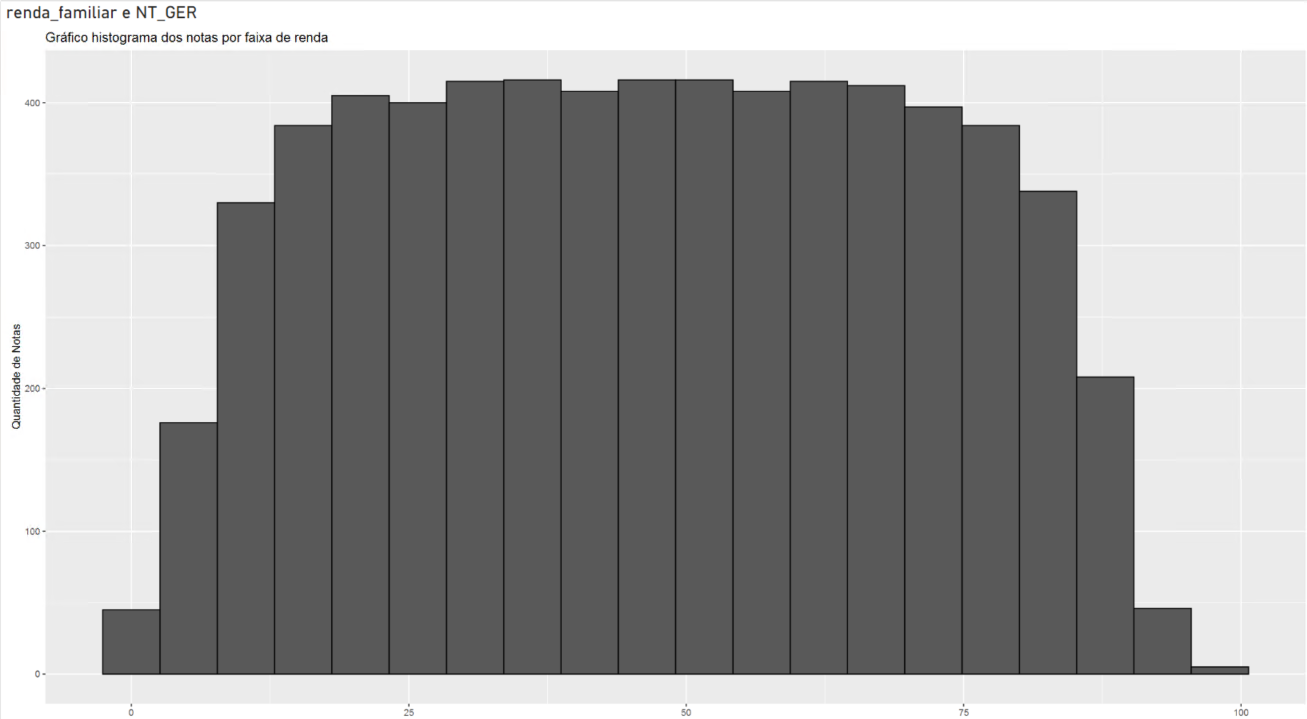 renda_familiar e NT_GER
Gráfico histograma dos notas por faixa de renda
Quantidade de Notas
400
300
200
100
0
0 25 50 75 100